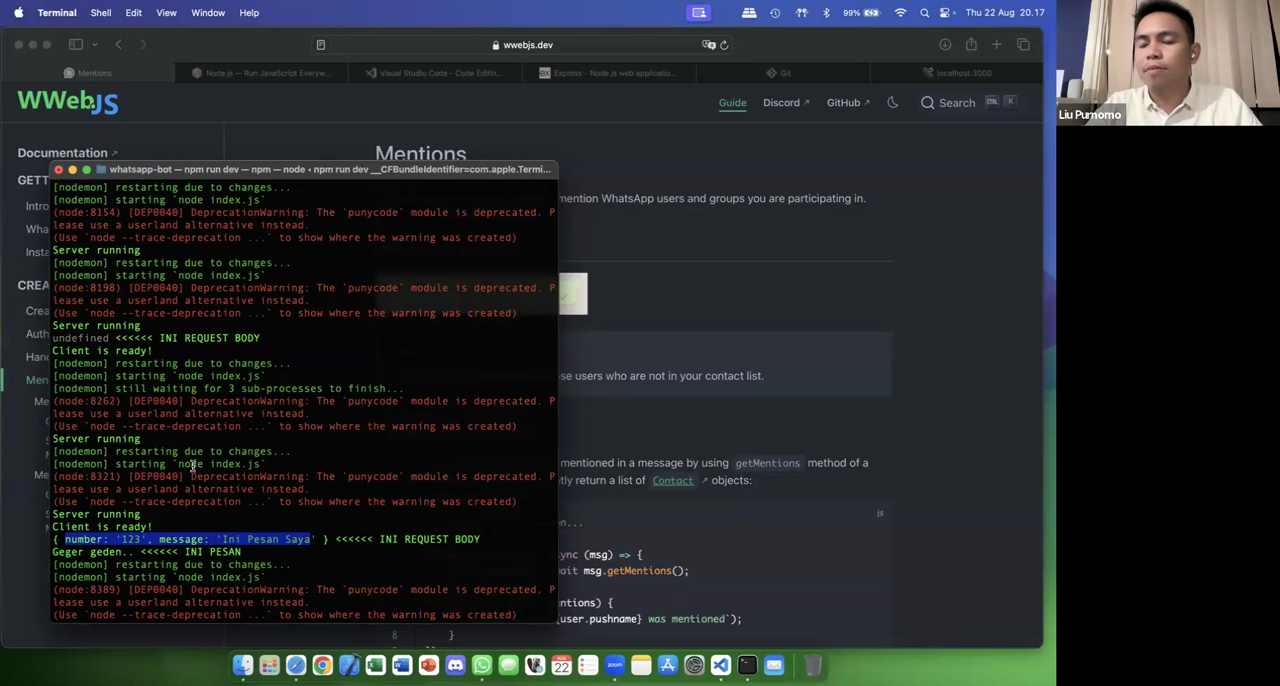 Terminal Shell Edit View Window Help 99% Thu 22 Aug 20.17
wwebjs.dev
Mentions Node.js — Run JavaScript Everyw... Visual Studio Code - Code Editin... Express - Node.js web applicatio... Git localhost:3000
WWebJS Guide Discord GitHub Search K
Liu Purnomo
Documentation
Mentions
GETT
Intro
Wha
Insta
CREA
Crea
Auth
Hand
Men
Me
Me
mention WhatsApp users and groups you are participating in.
ose users who are not in your contact list.
mentioned in a message by using getMentions method of a
tly return a list of Contact objects:
js
on...
ync (msg) => {
ait msg.getMentions();
entions) {
{user.pushname} was mentioned`);
8 }
whatsapp-bot — npm run dev — npm — node • npm run dev __CFBundleIdentifier=com.apple.Termi...
[nodemon] restarting due to changes...
[nodemon] starting `node index.js`
(node:8154) [DEP0040] DeprecationWarning: The `punycode` module is deprecated. P
lease use a userland alternative instead.
(Use `node --trace-deprecation ...` to show where the warning was created)
Server running
[nodemon] restarting due to changes...
[nodemon] starting `node index.js`
(node:8198) [DEP0040] DeprecationWarning: The `punycode` module is deprecated. P
lease use a userland alternative instead.
(Use `node --trace-deprecation ...` to show where the warning was created)
Server running
undefined <<<<<< INI REQUEST BODY
Client is ready!
[nodemon] restarting due to changes...
[nodemon] starting `node index.js`
[nodemon] still waiting for 3 sub-processes to finish...
(node:8262) [DEP0040] DeprecationWarning: The `punycode` module is deprecated. P
lease use a userland alternative instead.
(Use `node --trace-deprecation ...` to show where the warning was created)
Server running
[nodemon] restarting due to changes...
[nodemon] starting `node index.js`
(node:8321) [DEP0040] DeprecationWarning: The `punycode` module is deprecated. P
lease use a userland alternative instead.
(Use `node --trace-deprecation ...` to show where the warning was created)
Server running
Client is ready!
{ number: '123', message: 'Ini Pesan Saya' } <<<<<< INI REQUEST BODY
Geger geden.. <<<<<< INI PESAN
[nodemon] restarting due to changes...
[nodemon] starting `node index.js`
(node:8389) [DEP0040] DeprecationWarning: The `punycode` module is deprecated. P
lease use a userland alternative instead.
(Use `node --trace-deprecation ...` to show where the warning was created)
zoom